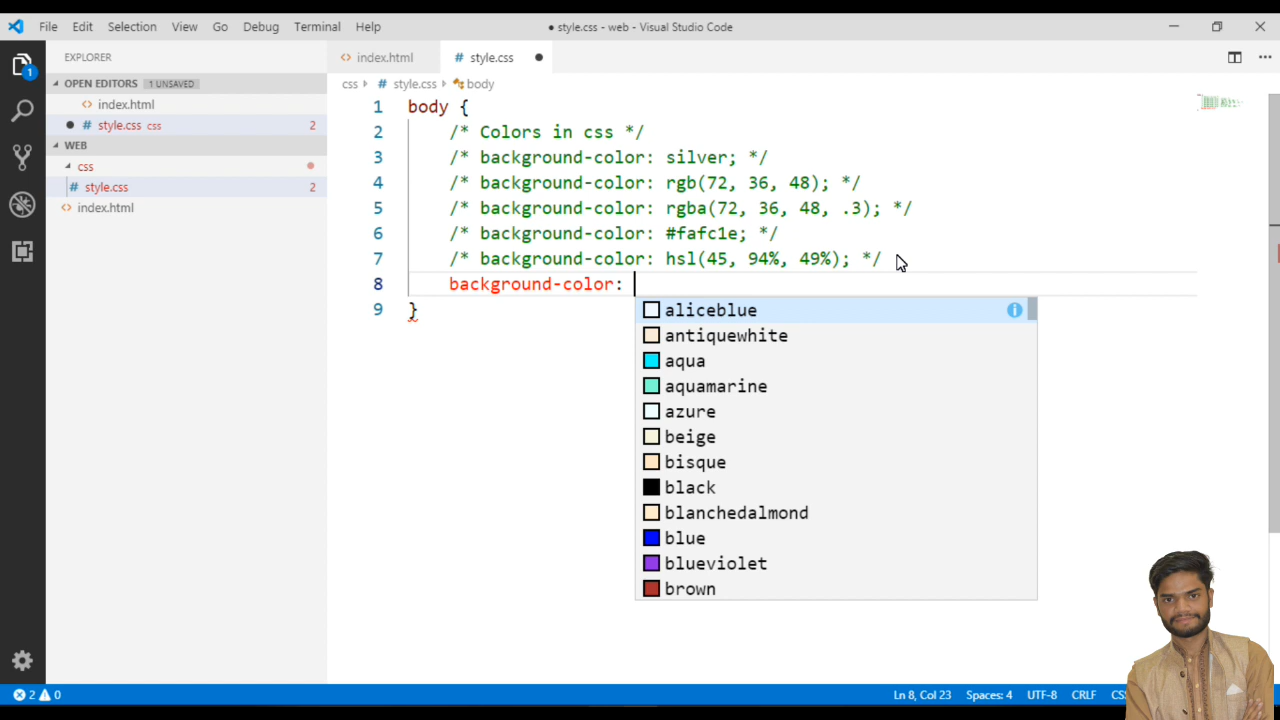 File Edit Selection View Go Debug Terminal Help ● style.css - web - Visual Studio Code
EXPLORER
OPEN EDITORS 1 UNSAVED
<> index.html
● # style.css css 2
WEB
css
# style.css 2
<> index.html
1
<> index.html # style.css ●
css # style.css body
1 body {
2 /* Colors in css */
3 /* background-color: silver; */
4 /* background-color: rgb(72, 36, 48); */
5 /* background-color: rgba(72, 36, 48, .3); */
6 /* background-color: #fafc1e; */
7 /* background-color: hsl(45, 94%, 49%); */
8 background-color:
9 }
aliceblue
antiquewhite
aqua
aquamarine
azure
beige
bisque
black
blanchedalmond
blue
blueviolet
brown
2 0 Ln 8, Col 23 Spaces: 4 UTF-8 CRLF